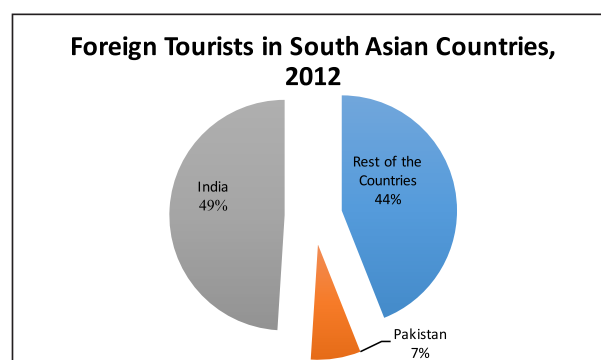 Foreign Tourists in South Asian Countries,
2012
India
49%
Rest of the
Countries
44%
Pakistan
7%